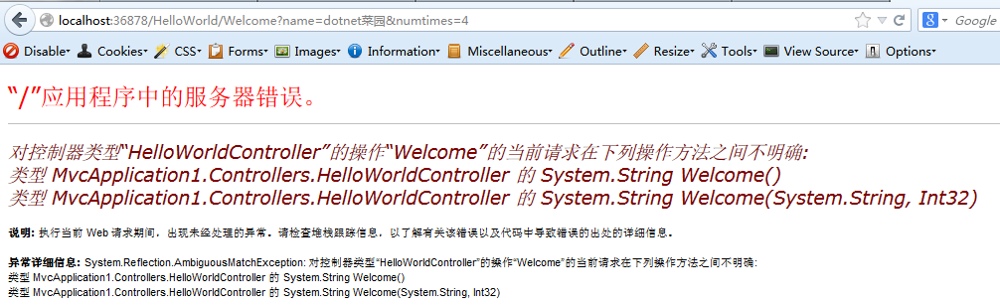 localhost:36878/HelloWorld/Welcome?name=dotnet菜园&numtimes=4
Google
Disable Cookies CSS Forms Images Information Miscellaneous Outline Resize Tools View Source Options
“/”应用程序中的服务器错误。
对控制器类型“HelloWorldController”的操作“Welcome”的当前请求在下列操作方法之间不明确:
类型 MvcApplication1.Controllers.HelloWorldController 的 System.String Welcome()
类型 MvcApplication1.Controllers.HelloWorldController 的 System.String Welcome(System.String, Int32)
说明: 执行当前 Web 请求期间，出现未经处理的异常。请检查堆栈跟踪信息，以了解有关该错误以及代码中导致错误的出处的详细信息。
异常详细信息: System.Reflection.AmbiguousMatchException: 对控制器类型“HelloWorldController”的操作“Welcome”的当前请求在下列操作方法之间不明确:
类型 MvcApplication1.Controllers.HelloWorldController 的 System.String Welcome()
类型 MvcApplication1.Controllers.HelloWorldController 的 System.String Welcome(System.String, Int32)